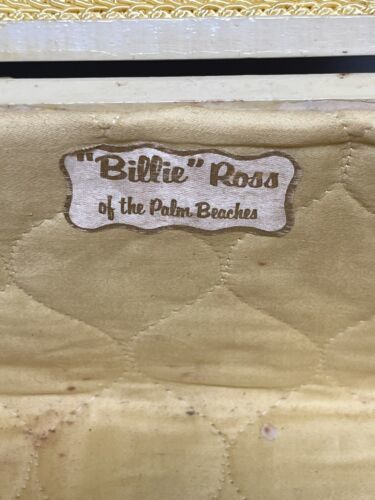 "Billie" Ross
of the Palm Beaches